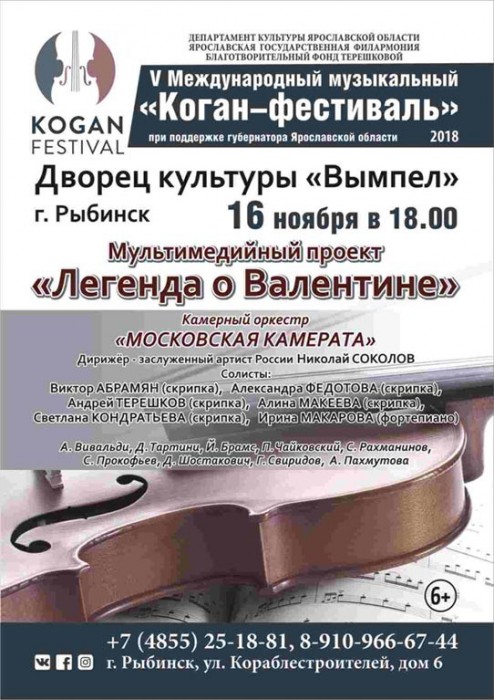 ДЕПАРТАМЕНТ КУЛЬТУРЫ ЯРОСЛАВСКОЙ ОБЛАСТИ
ЯРОСЛАВСКАЯ ГОСУДАРСТВЕННАЯ ФИЛАРМОНИЯ
БЛАГОТВОРИТЕЛЬНЫЙ ФОНД ТЕРЕШКОВОЙ
KOGAN
FESTIVAL
V Международный музыкальный
«Коган-фестиваль»
при поддержке губернатора Ярославской области 2018
Дворец культуры «Вымпел»
г. Рыбинск 16 ноября в 18.00
Мультимедийный проект
«Легенда о Валентине»
Камерный оркестр
«МОСКОВСКАЯ КАМЕРАТА»
Дирижёр - заслуженный артист России Николай СОКОЛОВ
Солисты:
Виктор АБРАМЯН (скрипка), Александра ФЕДОТОВА (скрипка),
Андрей ТЕРЕШКОВ (скрипка), Алина МАКЕЕВА (скрипка),
Светлана КОНДРАТЬЕВА (скрипка), Ирина МАКАРОВА (фортепиано)
А. Вивальди, Д. Тартини, Й. Брамс, П. Чайковский, С. Рахманинов,
С. Прокофьев, Д. Шостакович, Г. Свиридов, А. Пахмутова
6+
+7 (4855) 25-18-81, 8-910-966-67-44
г. Рыбинск, ул. Кораблестроителей, дом 6